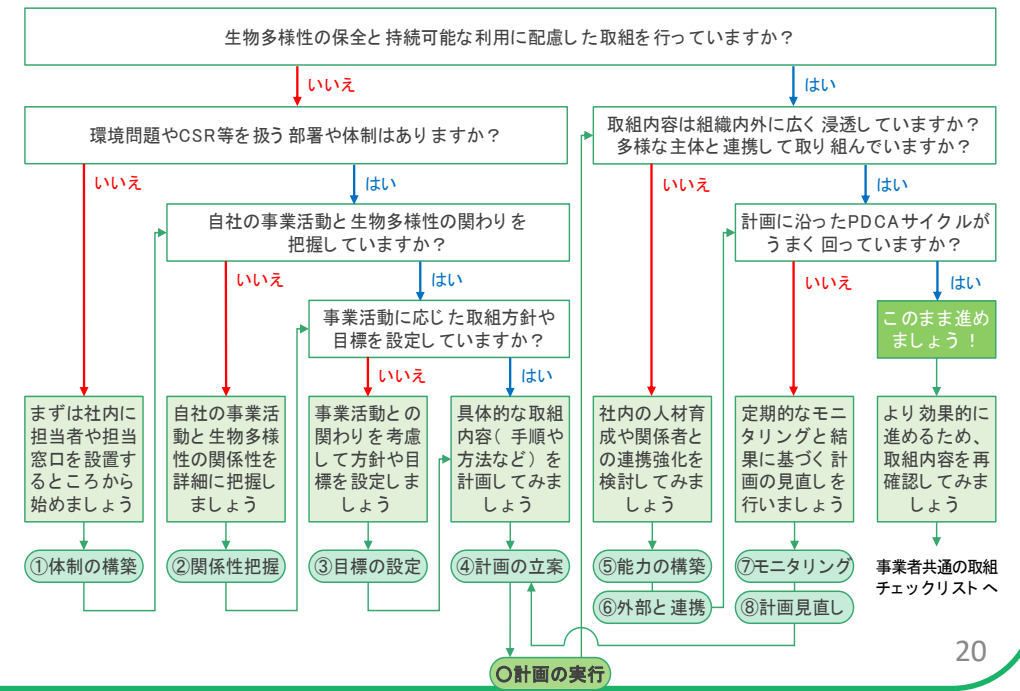 生物多様性の保全と持続可能な利用に配慮した取組を行っていますか？
いいえ
はい
環境問題やCSR等を扱う部署や体制はありますか？
取組内容は組織内外に広く浸透していますか？
多様な主体と連携して取り組んでいますか？
いいえ
はい
いいえ
はい
自社の事業活動と生物多様性の関わりを
把握していますか？
計画に沿ったPDCAサイクルが
うまく回っていますか？
いいえ
はい
いいえ
はい
事業活動に応じた取組方針や
目標を設定していますか？
このまま進め
ましょう！
いいえ
はい
まずは社内に
担当者や担当
窓口を設置す
るところから
始めましょう
自社の事業活
動と生物多様
性の関係性を
詳細に把握し
ましょう
事業活動との
関わりを考慮
して方針や目
標を設定しま
しょう
具体的な取組
内容（手順や
方法など）を
計画してみま
しょう
社内の人材育
成や関係者と
の連携強化を
検討してみま
しょう
定期的なモニ
タリングと結
果に基づく計
画の見直しを
行いましょう
より効果的に
進めるため、
取組内容を再
確認してみま
しょう
①体制の構築
②関係性把握
③目標の設定
④計画の立案
⑤能力の構築
⑦モニタリング
事業者共通の取組
チェックリストへ
⑥外部と連携
⑧計画見直し
〇計画の実行
20